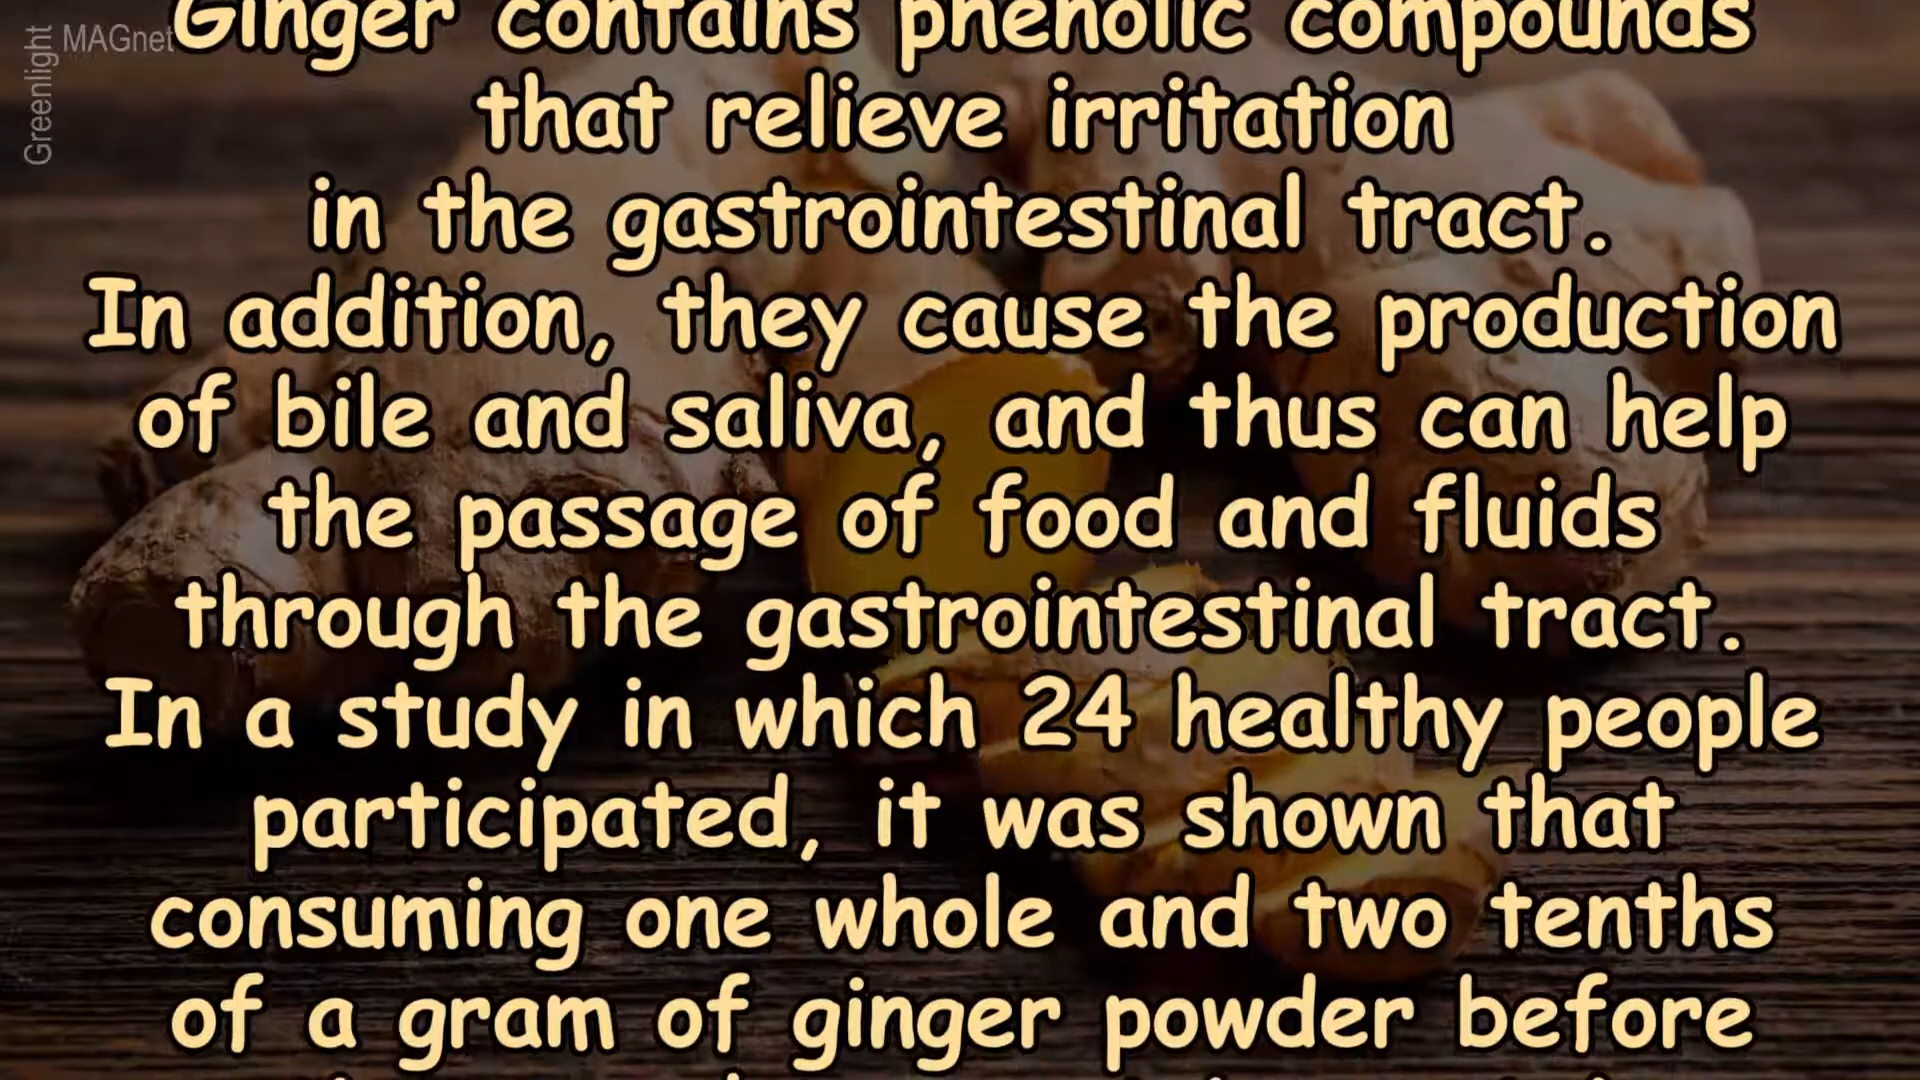 Greenlight
MAGnet
Ginger contains phenolic compounds
that relieve irritation
in the gastrointestinal tract.
In addition, they cause the production
of bile and saliva, and thus can help
the passage of food and fluids
through the gastrointestinal tract.
In a study in which 24 healthy people
participated, it was shown that
consuming one whole and two tenths
of a gram of ginger powder before